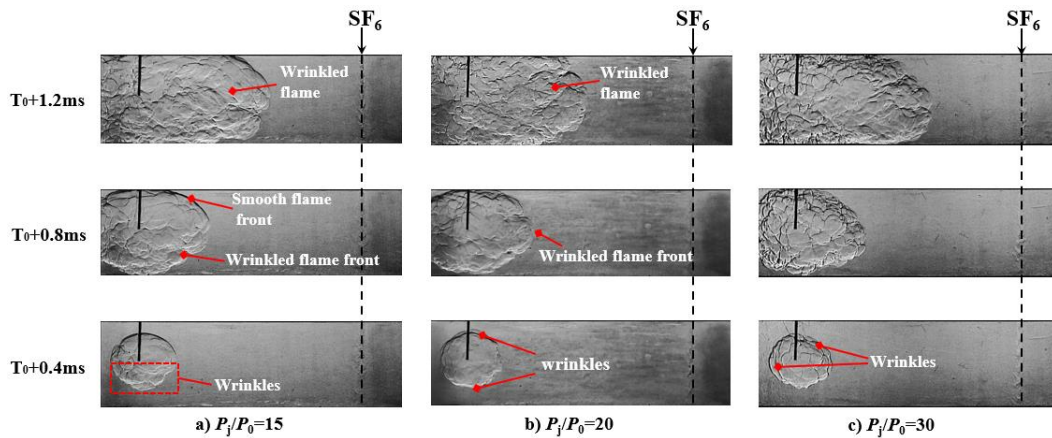 SF₆ SF₆ SF₆
T₀+1.2ms
Wrinkled
flame
Wrinkled
flame
T₀+0.8ms
Smooth flame
front
Wrinkled flame front
Wrinkled flame front
T₀+0.4ms
Wrinkles
wrinkles
Wrinkles
a) Pⱼ/P₀=15 b) Pⱼ/P₀=20 c) Pⱼ/P₀=30